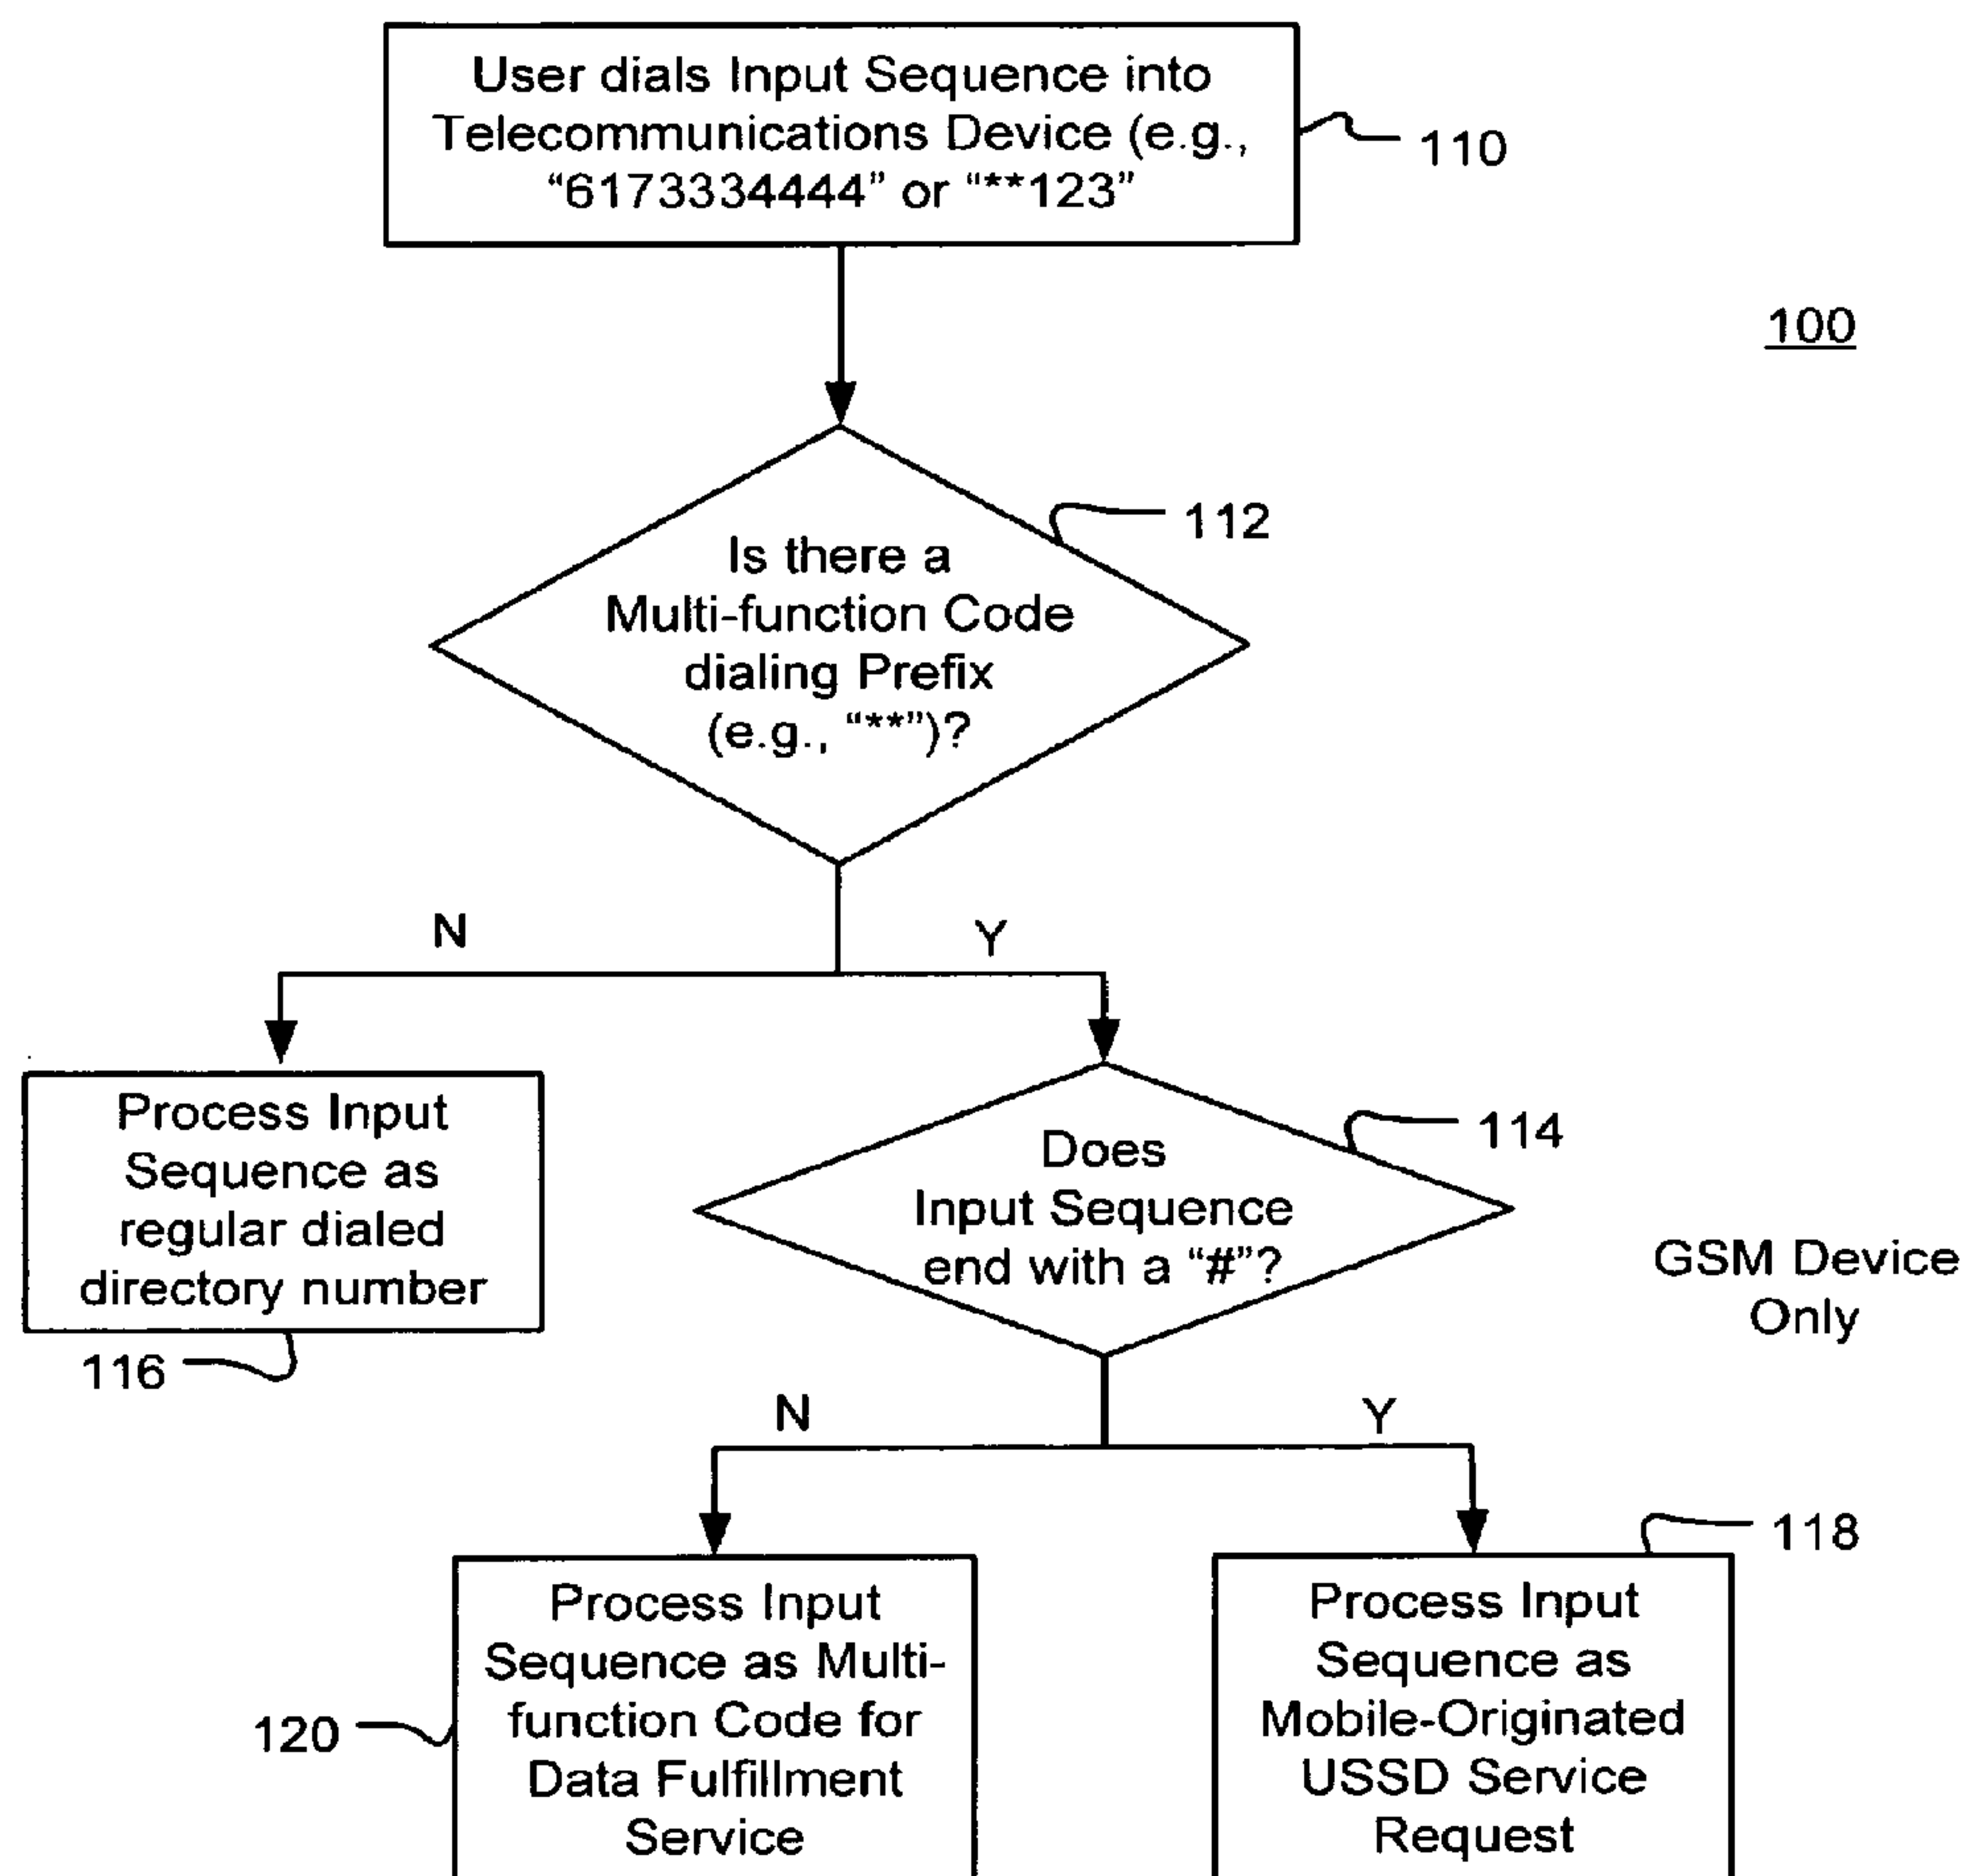 User dials Input Sequence into
Telecommunications Device (e.g.,
“6173334444” or “**123”
110
100
112
Is there a
Multi-function Code
dialing Prefix
(e.g., “**”)?
N
Y
Process Input
Sequence as
regular dialed
directory number
116
114
Does
Input Sequence
end with a “#”?
GSM Device
Only
N
Y
118
Process Input
Sequence as Multi-
function Code for
Data Fulfillment
Service
120
Process Input
Sequence as
Mobile-Originated
USSD Service
Request